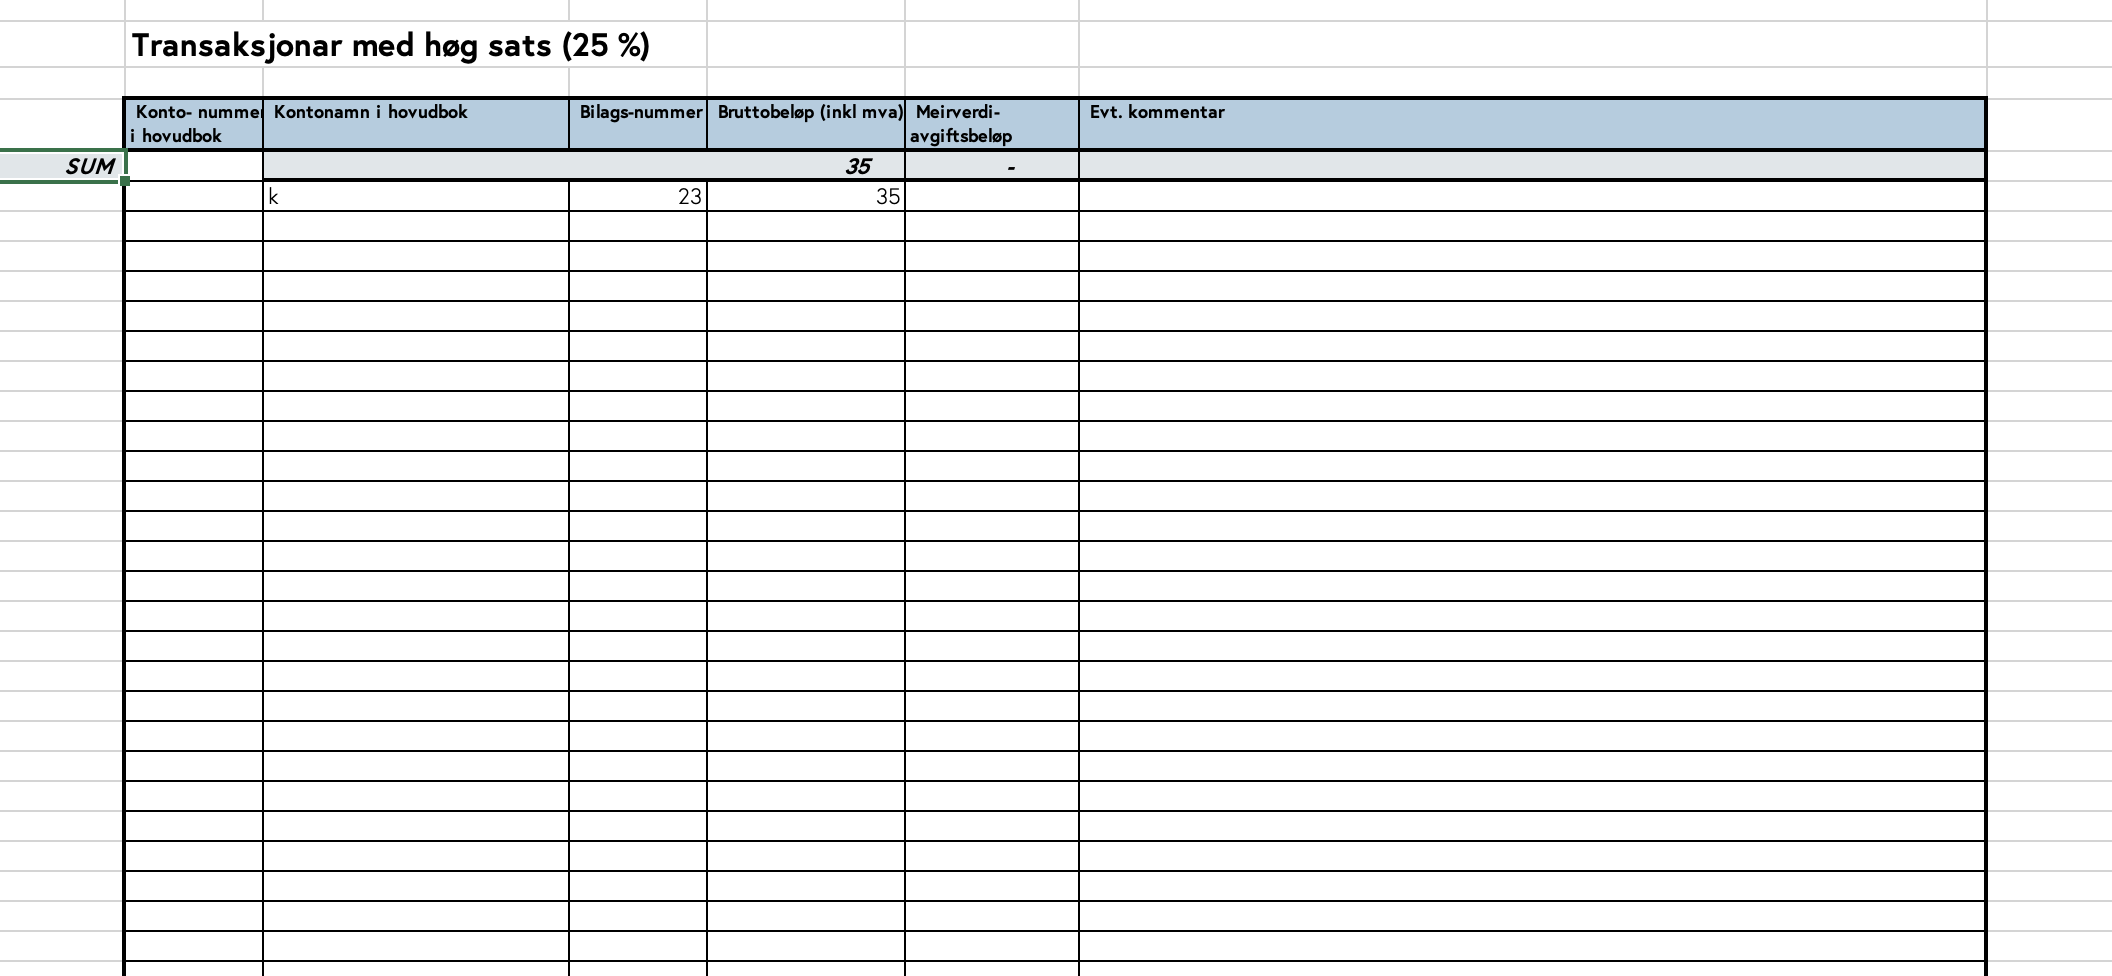 Transaksjonar med høg sats (25 %)
Konto- nummer i hovudbok
Kontonamn i hovudbok
Bilags-nummer
Bruttobeløp (inkl mva)
Meirverdi-avgiftsbeløp
Evt. kommentar
SUM 35 -
k 23 35